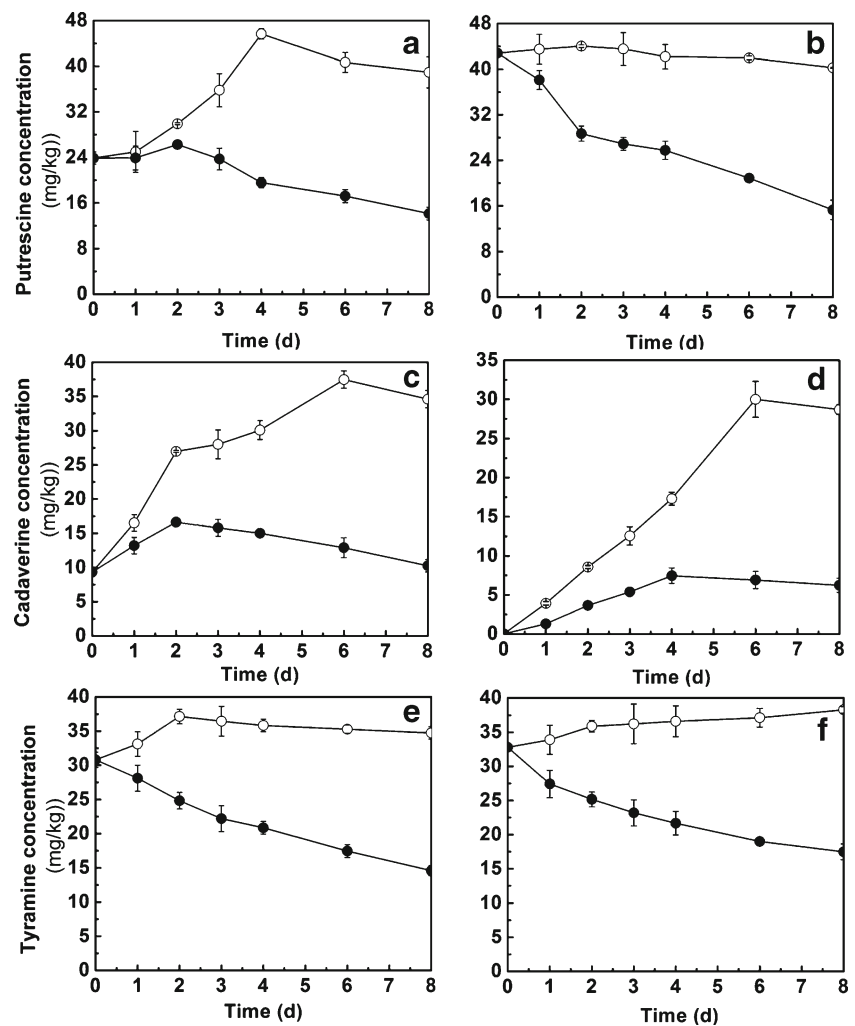 a
48
40
32
24
16
8
0
0 1 2 3 4 5 6 7 8
Time (d)
Putrescine concentration
(mg/kg))
b
48
40
32
24
16
8
0
0 1 2 3 4 5 6 7 8
Time (d)
c
40
35
30
25
20
15
10
5
0
0 1 2 3 4 5 6 7 8
Time (d)
Cadaverine concentration
(mg/kg))
d
35
30
25
20
15
10
5
0
0 1 2 3 4 5 6 7 8
Time (d)
e
40
35
30
25
20
15
10
5
0
0 1 2 3 4 5 6 7 8
Time (d)
Tyramine concentration
(mg/kg))
f
40
35
30
25
20
15
10
5
0
0 1 2 3 4 5 6 7 8
Time (d)